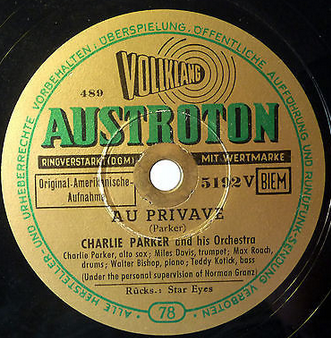 ALLE HERSTELLER- UND URHEBERRECHTE VORBEHALTEN. ÜBERSPIELUNG, ÖFFENTLICHE AUFFÜHRUNG UND RUNDFUNK-SENDUNG VERBOTEN.
VOLLKLANG
489
AUSTROTON
RINGVERSTÄRKT (DGM) MIT WERTMARKE
Original-Amerikanische-
Aufnahme
5192 V BIEM
AU PRIVAVE
(Parker)
CHARLIE PARKER and his Orchestra
Charlie Parker, alto sax; Miles Davis, trumpet; Max Roach,
drums; Walter Bishop, piano; Teddy Kotick, bass
(Under the personal supervision of Norman Granz)
Rücks.: Star Eyes
78